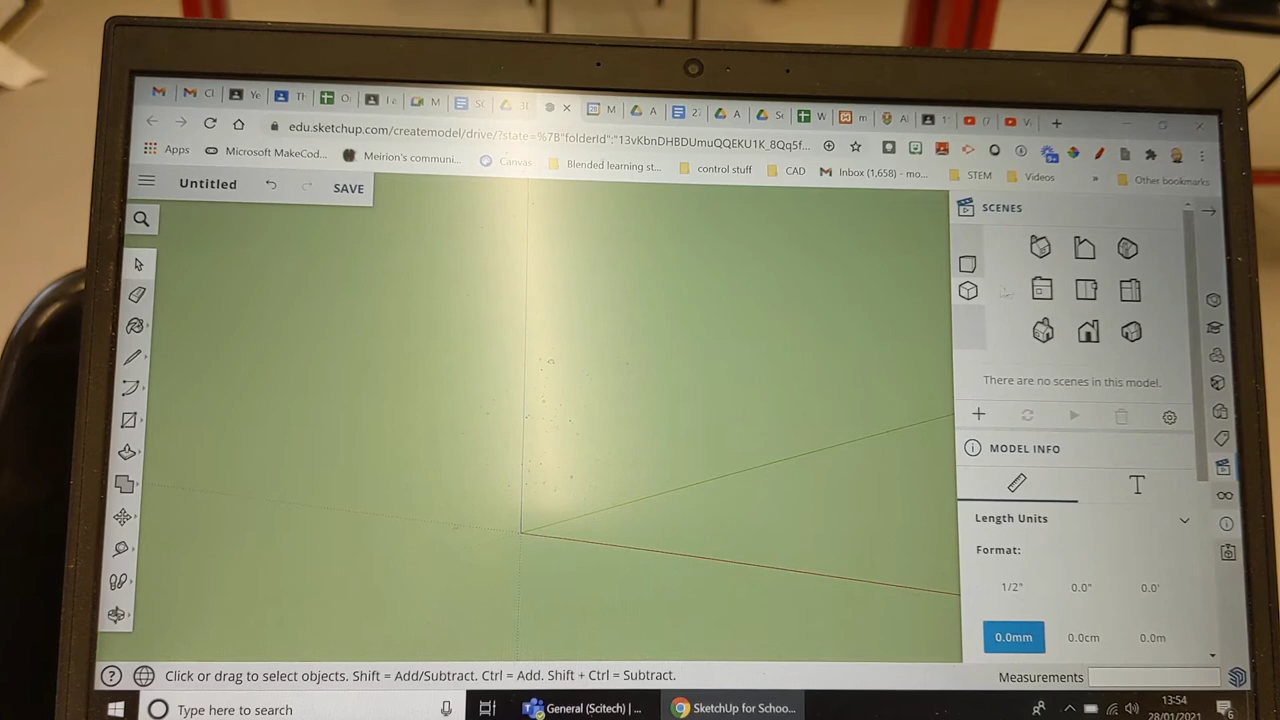 edu.sketchup.com/createmodel/drive/?state=%7B"folderId":"13vKbnDHBDUmuQQEKU1K_8Qq5f...
Apps Microsoft MakeCod... Meirion's communi... Canvas Blended learning st... control stuff CAD Inbox (1,658) - mo... STEM Videos » Other bookmarks
Untitled SAVE
SCENES
There are no scenes in this model.
MODEL INFO
Length Units
Format:
1/2" 0.0" 0.0'
0.0mm 0.0cm 0.0m
Click or drag to select objects. Shift = Add/Subtract. Ctrl = Add. Shift + Ctrl = Subtract.
Measurements
Type here to search
General (Scitech) | ...
SketchUp for Schoo...
13:54
28/01/2021